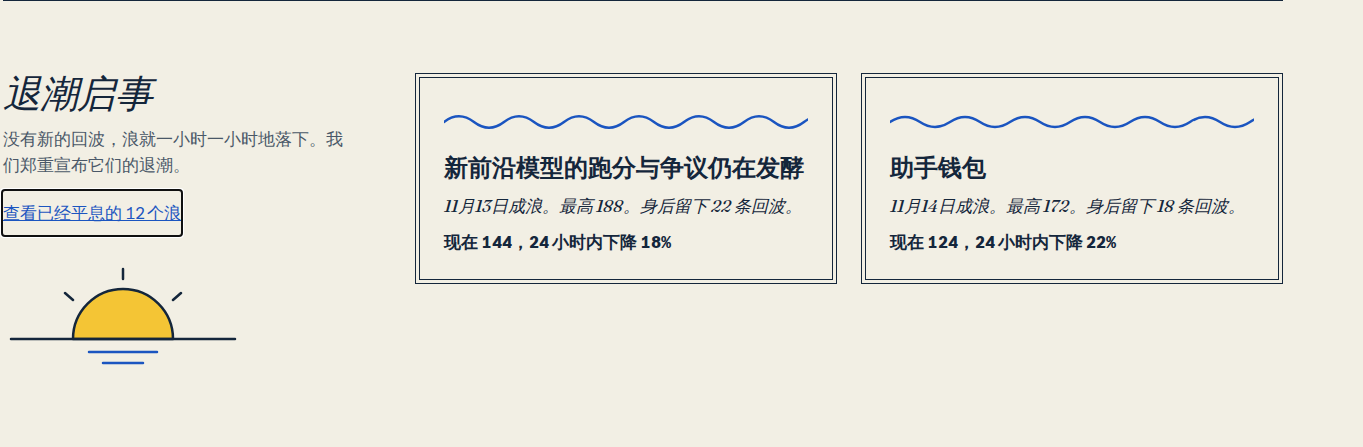 退潮启事
没有新的回波，浪就一小时一小时地落下。我
们郑重宣布它们的退潮。
查看已经平息的 12 个浪
新前沿模型的跑分与争议仍在发酵
11月13日成浪。最高 188。身后留下 22 条回波。
现在 144，24 小时内下降 18%
助手钱包
11月14日成浪。最高 172。身后留下 18 条回波。
现在 124，24 小时内下降 22%